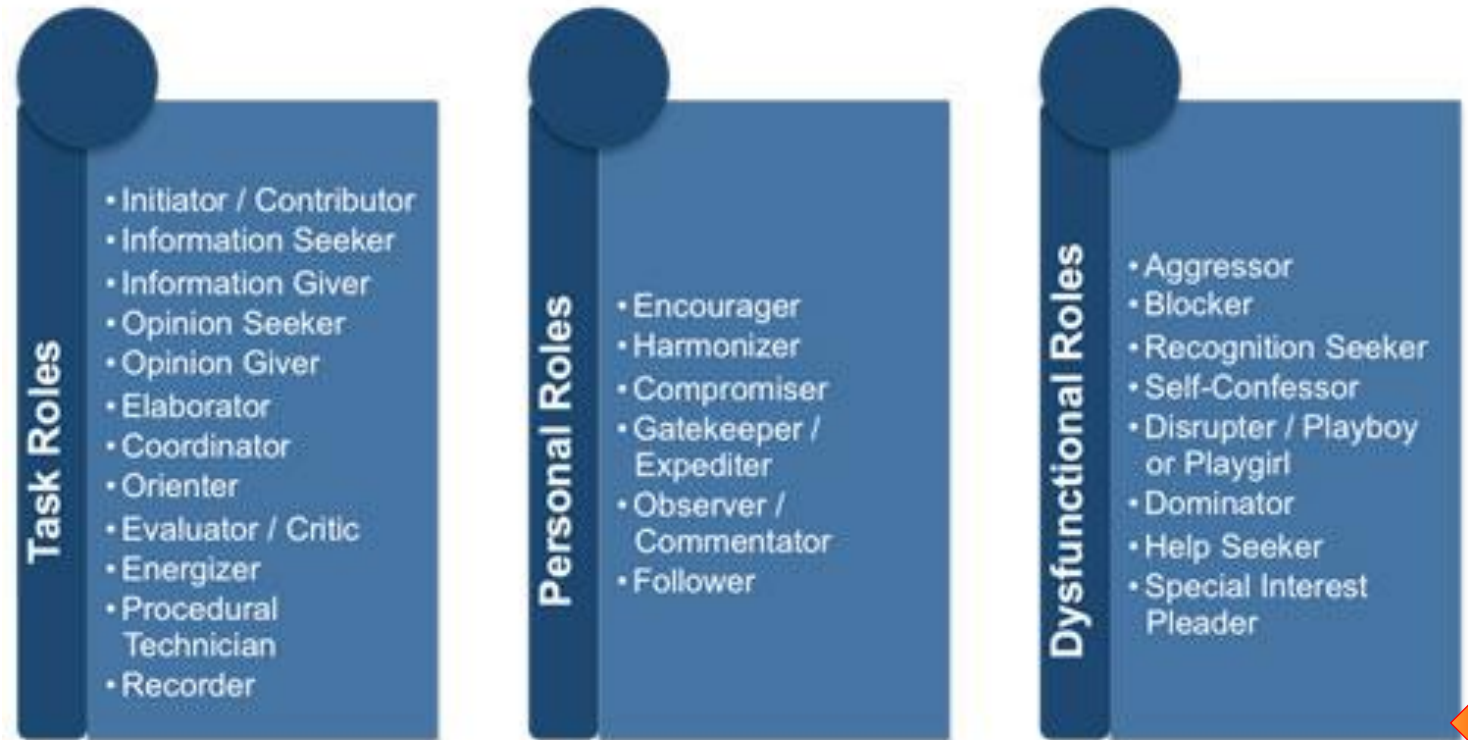 Task Roles
• Initiator / Contributor
• Information Seeker
• Information Giver
• Opinion Seeker
• Opinion Giver
• Elaborator
• Coordinator
• Orienter
• Evaluator / Critic
• Energizer
• Procedural
Technician
• Recorder
Personal Roles
• Encourager
• Harmonizer
• Compromiser
• Gatekeeper /
Expediter
• Observer /
Commentator
• Follower
Dysfunctional Roles
• Aggressor
• Blocker
• Recognition Seeker
• Self-Confessor
• Disrupter / Playboy
or Playgirl
• Dominator
• Help Seeker
• Special Interest
Pleader